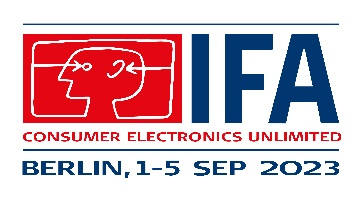 IFA
CONSUMER ELECTRONICS UNLIMITED
BERLIN, 1-5 SEP 2023